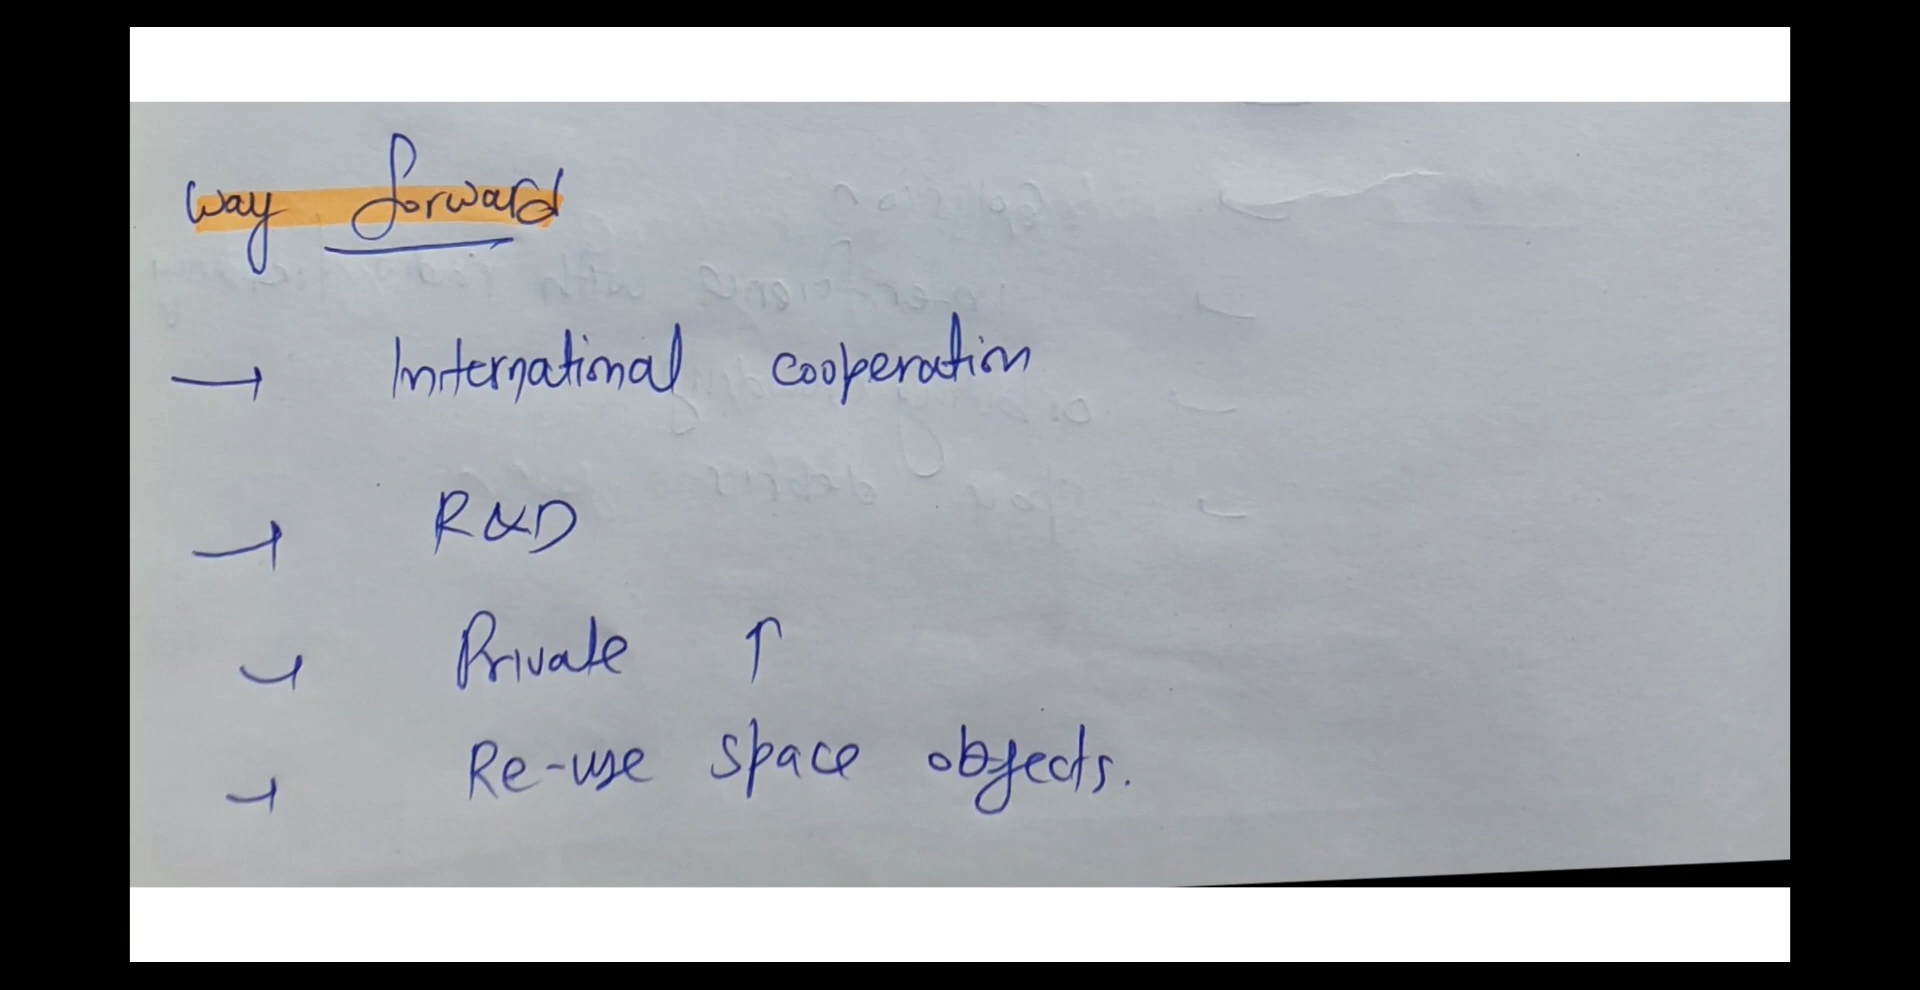 Way forward
→ International cooperation
→ R&D
→ Private ↑
→ Re-use space objects.